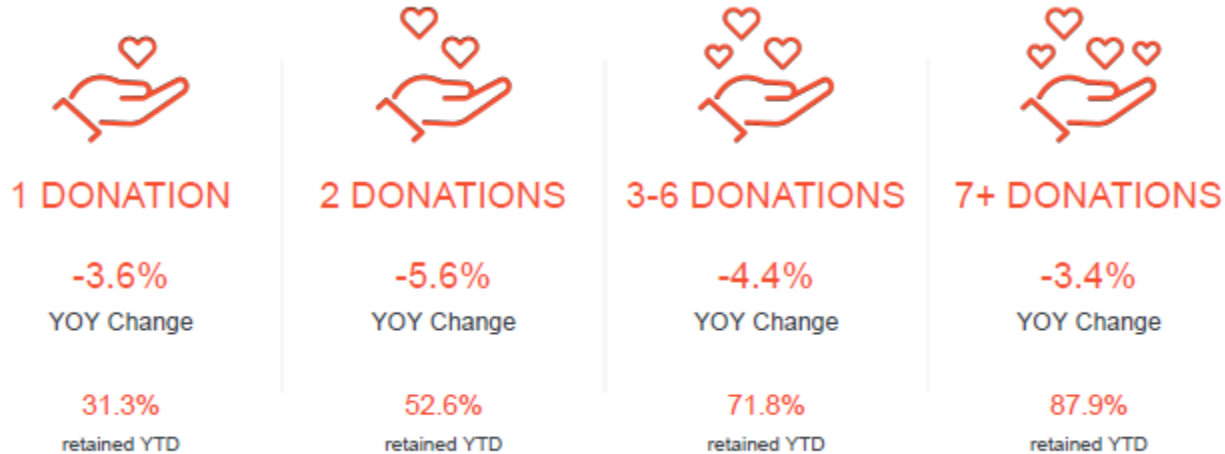 1 DONATION
-3.6%
YOY Change
31.3%
retained YTD
2 DONATIONS
-5.6%
YOY Change
52.6%
retained YTD
3-6 DONATIONS
-4.4%
YOY Change
71.8%
retained YTD
7+ DONATIONS
-3.4%
YOY Change
87.9%
retained YTD